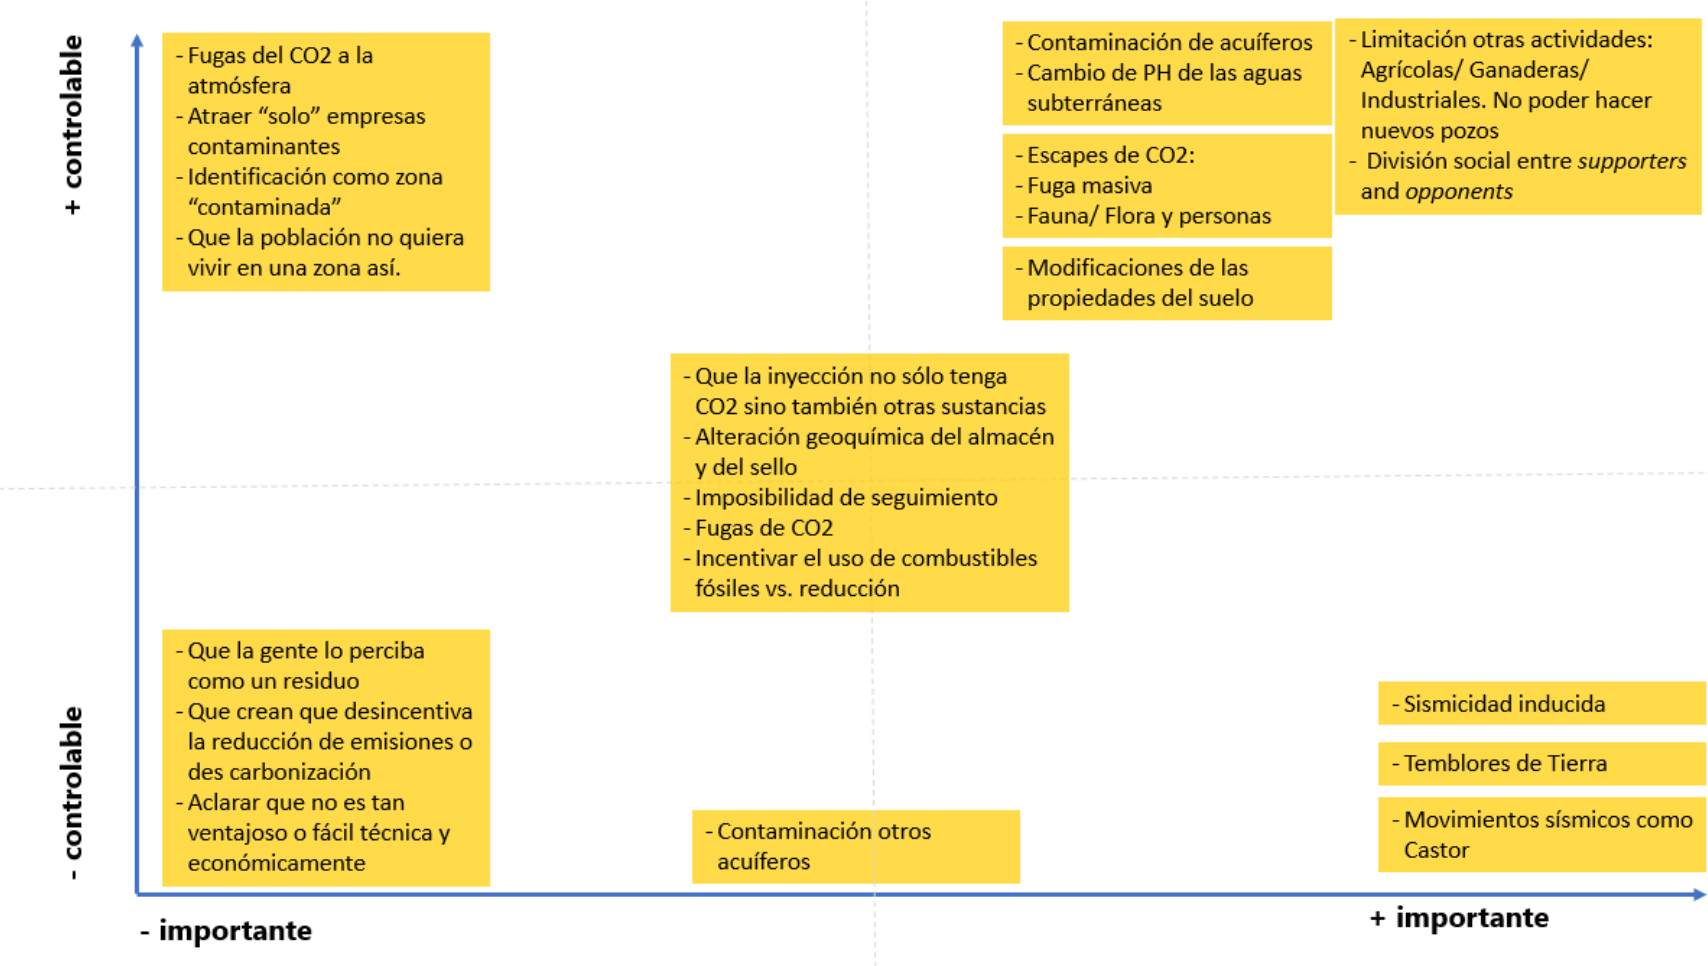 + controlable
- Fugas del CO2 a la
atmósfera
- Atraer “solo” empresas
contaminantes
- Identificación como zona
“contaminada”
- Que la población no quiera
vivir en una zona así.
- Contaminación de acuíferos
- Cambio de PH de las aguas
subterráneas
- Escapes de CO2:
- Fuga masiva
- Fauna/ Flora y personas
- Modificaciones de las
propiedades del suelo
- Limitación otras actividades:
Agrícolas/ Ganaderas/
Industriales. No poder hacer
nuevos pozos
- División social entre supporters
and opponents
- Que la inyección no sólo tenga
CO2 sino también otras sustancias
- Alteración geoquímica del almacén
y del sello
- Imposibilidad de seguimiento
- Fugas de CO2
- Incentivar el uso de combustibles
fósiles vs. reducción
- controlable
- Que la gente lo perciba
como un residuo
- Que crean que desincentiva
la reducción de emisiones o
des carbonización
- Aclarar que no es tan
ventajoso o fácil técnica y
económicamente
- Contaminación otros
acuíferos
- Sismicidad inducida
- Temblores de Tierra
- Movimientos sísmicos como
Castor
- importante
+ importante